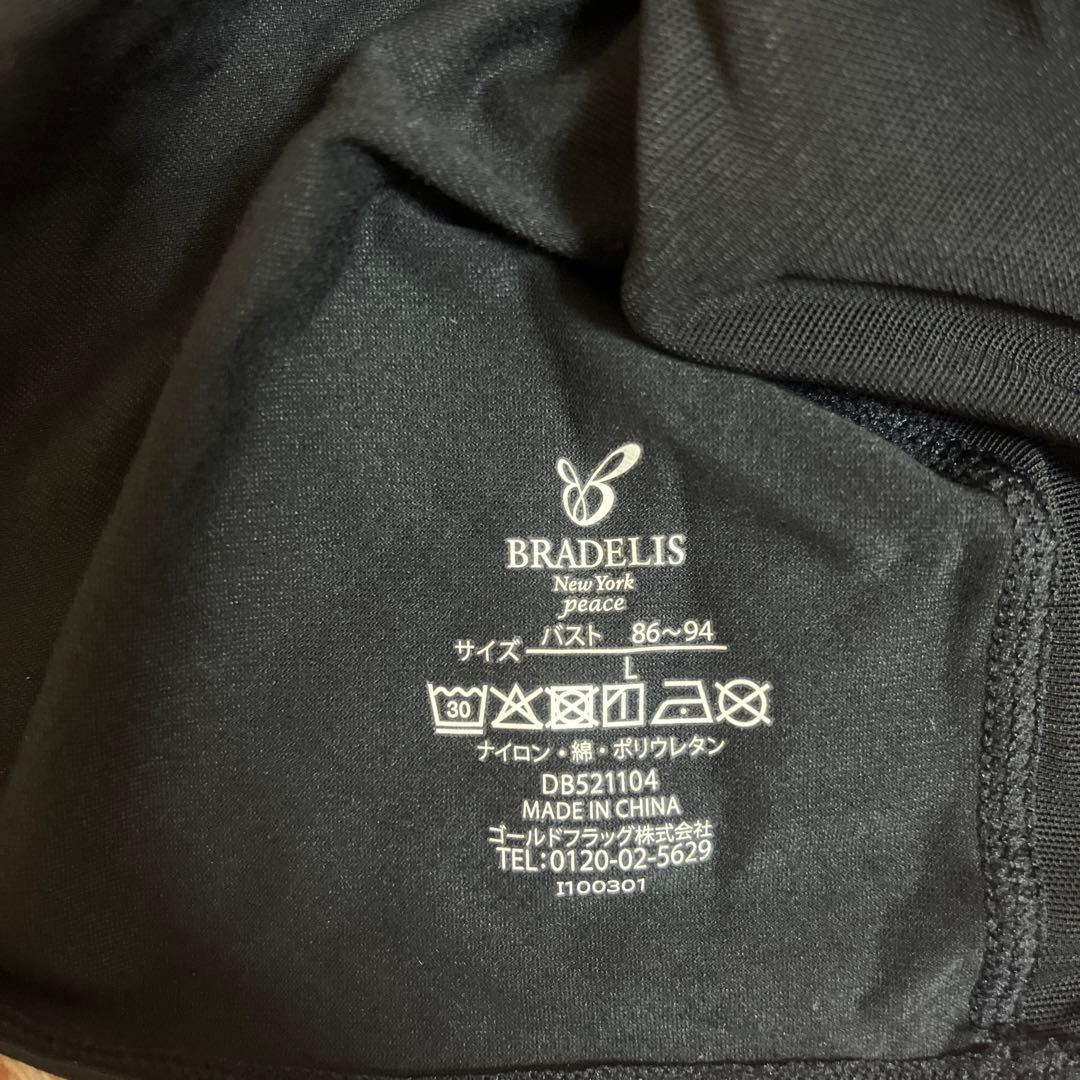 BRADELIS
New York
peace
サイズ バスト 86〜94
L
30
ナイロン・綿・ポリウレタン
DB521104
MADE IN CHINA
ゴールドフラッグ株式会社
TEL:0120-02-5629
I100301